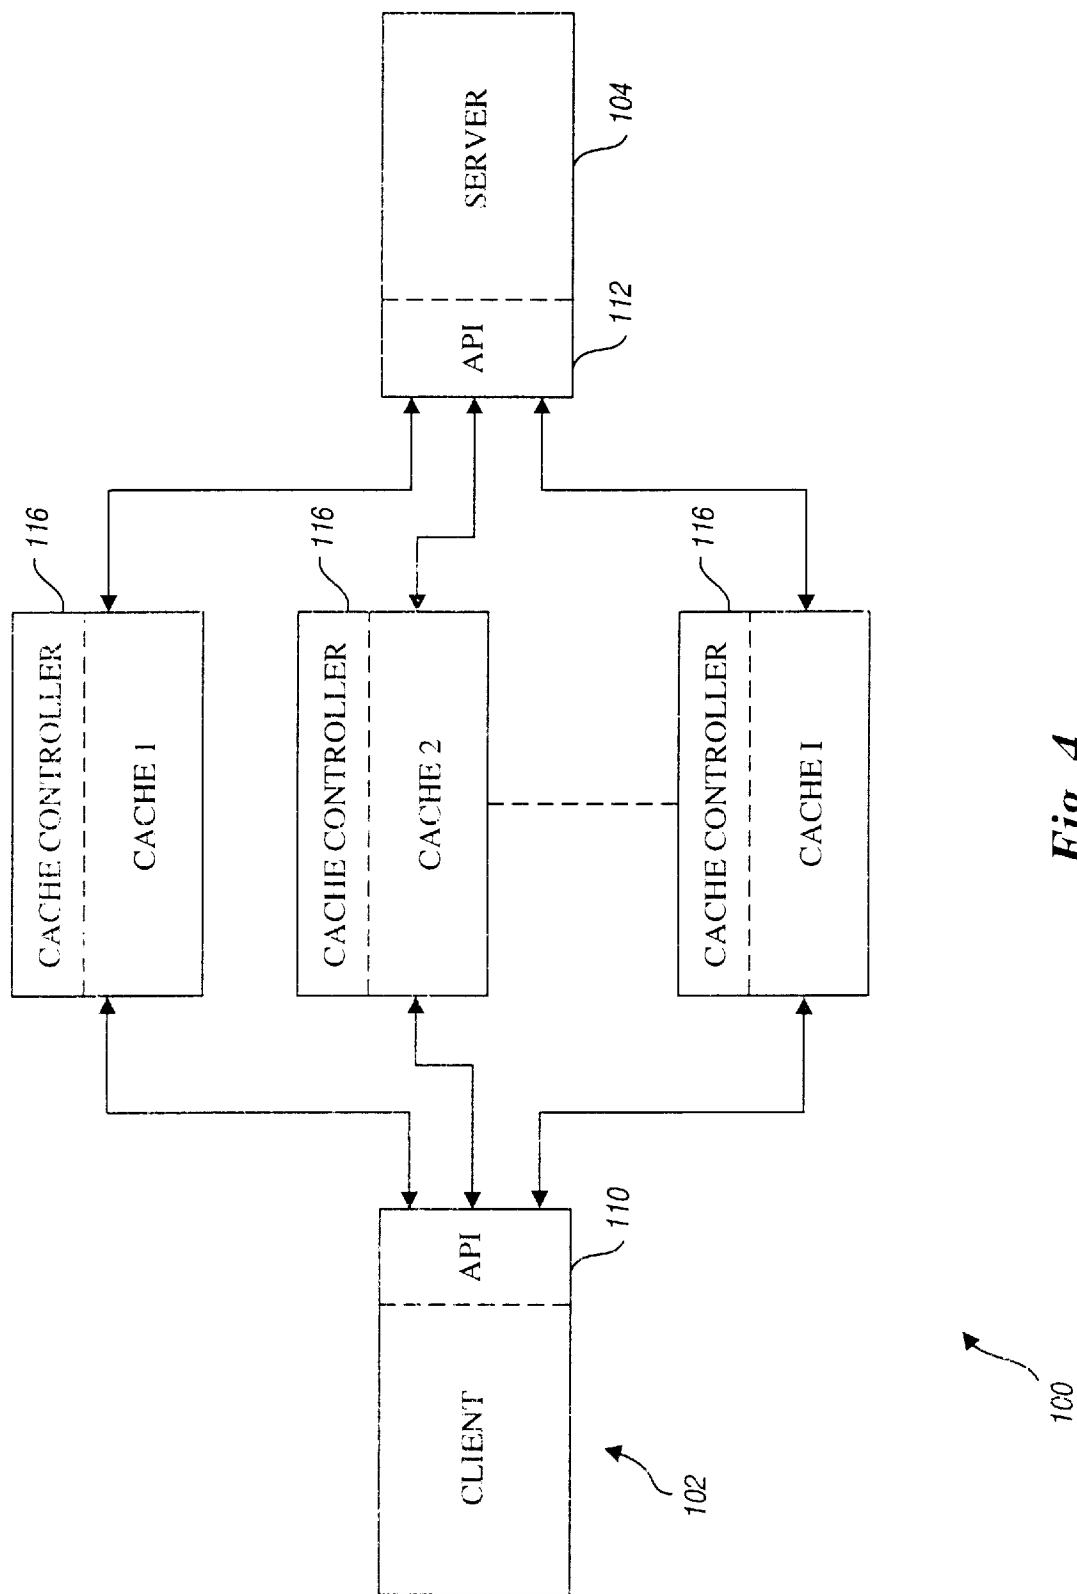 116
CACHE CONTROLLER
CACHE 1
116
CACHE CONTROLLER
CACHE 2
116
CACHE CONTROLLER
CACHE I
CLIENT
API
110
102
API
SERVER
112
104
100
Fig. 4